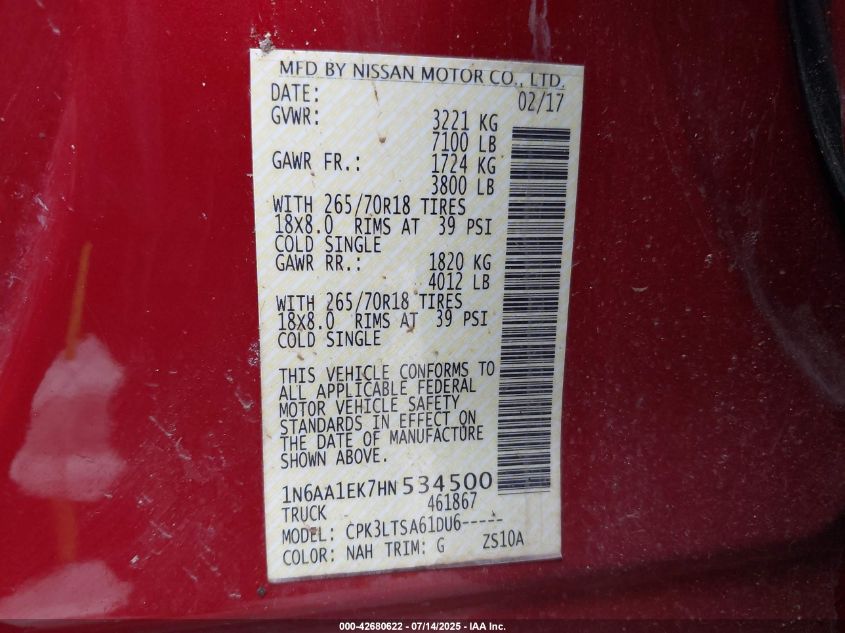 MFD BY NISSAN MOTOR CO., LTD.
DATE: 02/17
GVWR: 3221 KG
7100 LB
GAWR FR.: 1724 KG
3800 LB
WITH 265/70R18 TIRES
18X8.0 RIMS AT 39 PSI
COLD SINGLE
GAWR RR.: 1820 KG
4012 LB
WITH 265/70R18 TIRES
18X8.0 RIMS AT 39 PSI
COLD SINGLE
THIS VEHICLE CONFORMS TO
ALL APPLICABLE FEDERAL
MOTOR VEHICLE SAFETY
STANDARDS IN EFFECT ON
THE DATE OF MANUFACTURE
SHOWN ABOVE.
1N6AA1EK7HN534500
TRUCK 461867
MODEL: CPK3LTSA61DU6-----
COLOR: NAH TRIM: G ZS10A
000-42680622 - 07/14/2025 - IAA Inc.